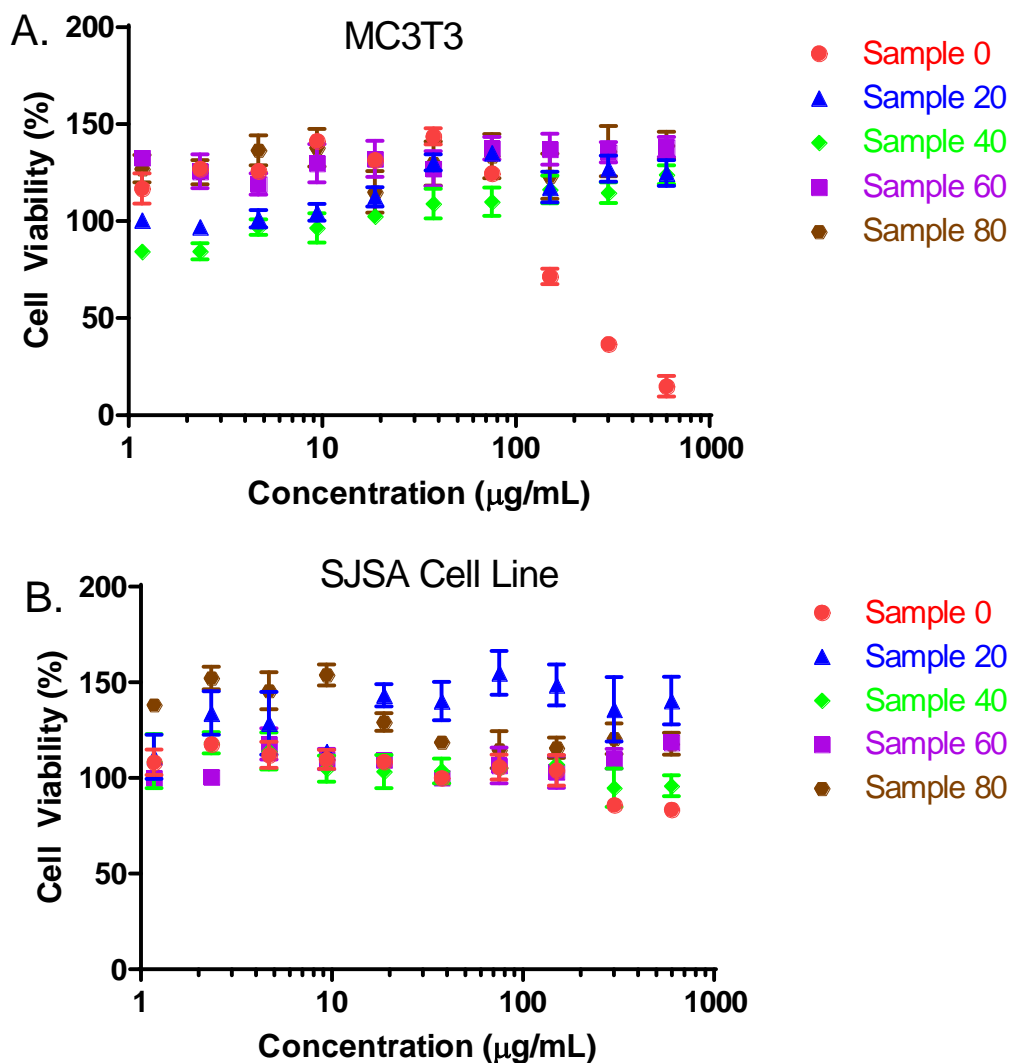 A.
MC3T3
200
150
100
50
0
Cell Viability (%)
1
10
100
1000
Concentration (μg/mL)
Sample 0
Sample 20
Sample 40
Sample 60
Sample 80
B.
SJSA Cell Line
200
150
100
50
0
Cell Viability (%)
1
10
100
1000
Concentration (μg/mL)
Sample 0
Sample 20
Sample 40
Sample 60
Sample 80